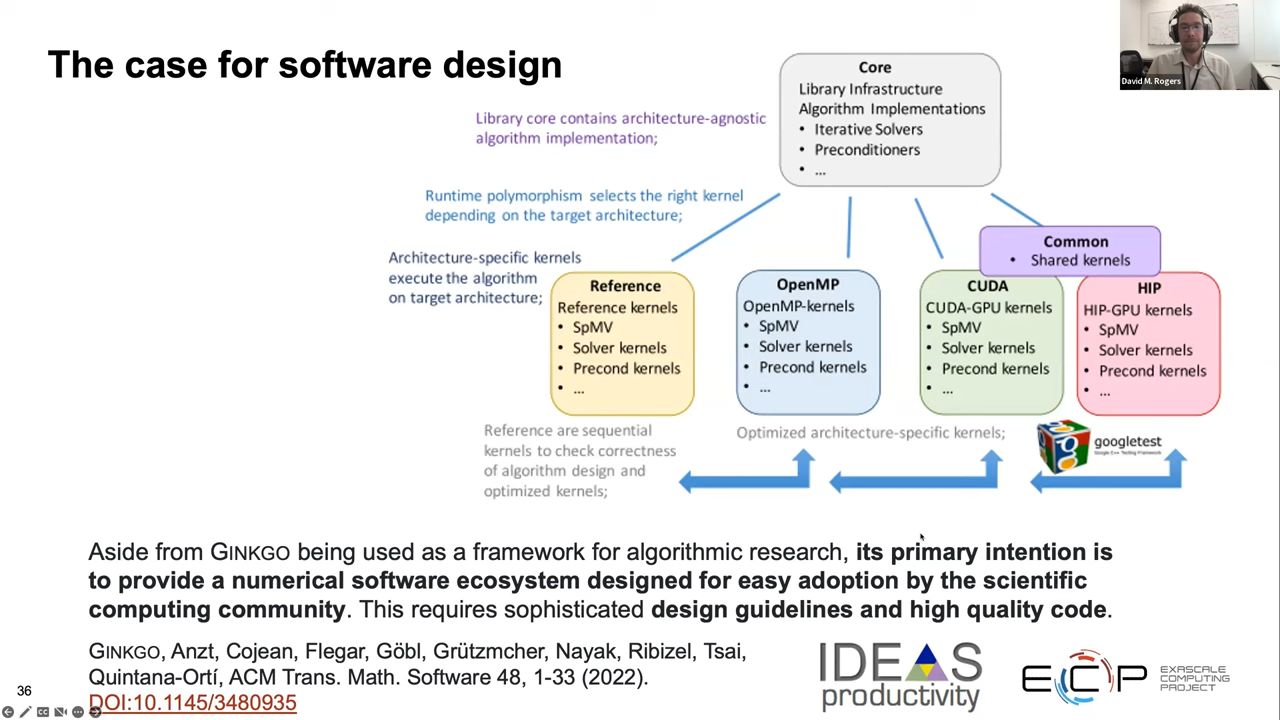 The case for software design
David M. Rogers
Core
Library Infrastructure
Algorithm Implementations
• Iterative Solvers
• Preconditioners
• ...
Library core contains architecture-agnostic
algorithm implementation;
Runtime polymorphism selects the right kernel
depending on the target architecture;
Architecture-specific kernels
execute the algorithm
on target architecture;
Common
• Shared kernels
Reference
Reference kernels
• SpMV
• Solver kernels
• Precond kernels
• ...
OpenMP
OpenMP-kernels
• SpMV
• Solver kernels
• Precond kernels
• ...
CUDA
CUDA-GPU kernels
• SpMV
• Solver kernels
• Precond kernels
• ...
HIP
HIP-GPU kernels
• SpMV
• Solver kernels
• Precond kernels
• ...
Reference are sequential
kernels to check correctness
of algorithm design and
optimized kernels;
Optimized architecture-specific kernels;
googletest
Google C++ Testing Framework
Aside from GINKGO being used as a framework for algorithmic research, its primary intention is
to provide a numerical software ecosystem designed for easy adoption by the scientific
computing community. This requires sophisticated design guidelines and high quality code.
GINKGO, Anzt, Cojean, Flegar, Göbl, Grützmcher, Nayak, Ribizel, Tsai,
Quintana-Ortí, ACM Trans. Math. Software 48, 1-33 (2022).
DOI:10.1145/3480935
IDEAS
productivity
ECP
EXASCALE
COMPUTING
PROJECT
36